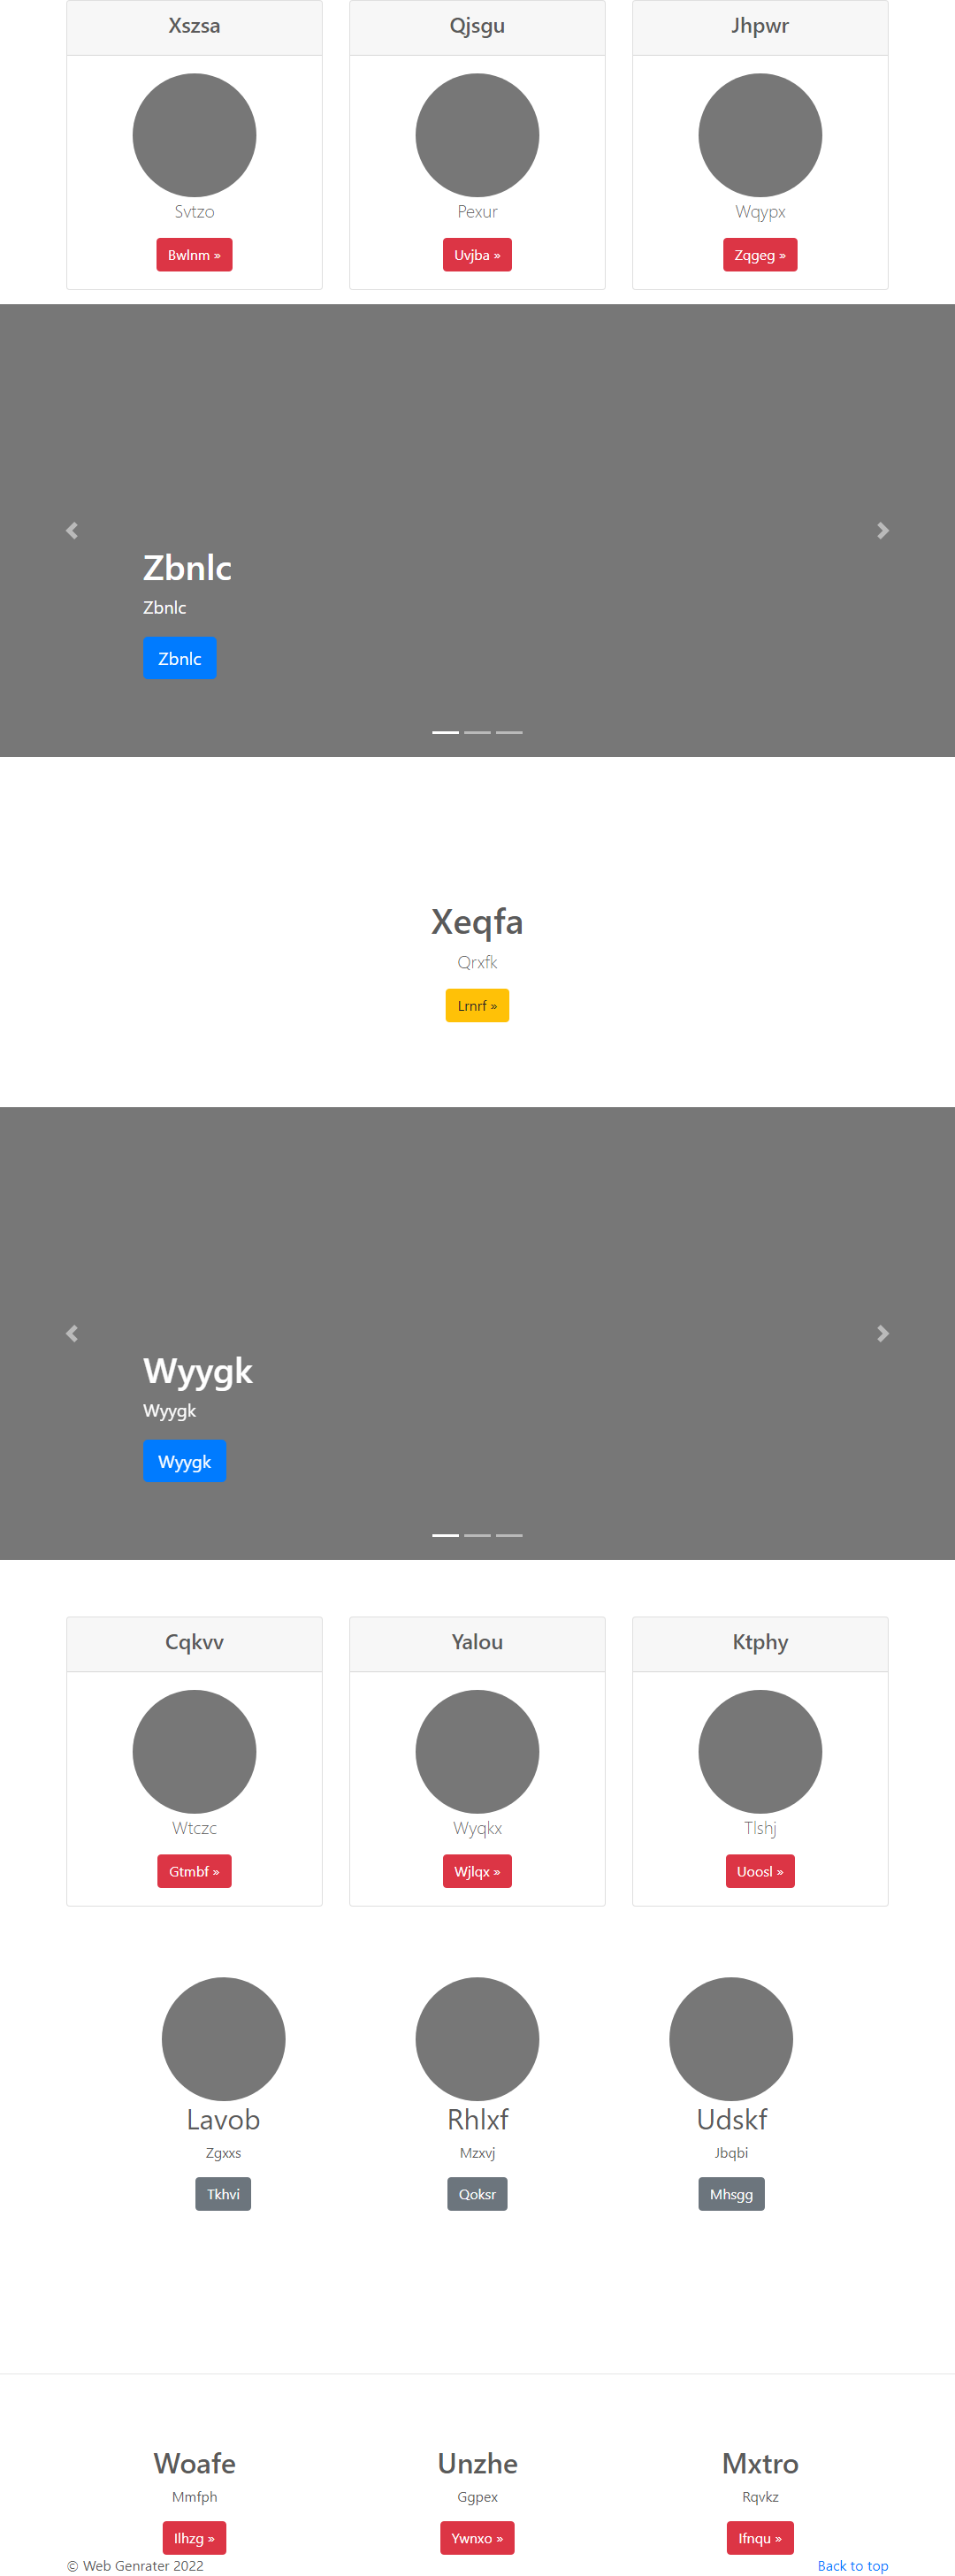 Xszsa Qjsgu Jhpwr
Svtzo Pexur Wqypx
Bwlnm » Uvjba » Zqgeg »
Zbnlc
Zbnlc
Zbnlc
Xeqfa
Qrxfk
Lrnrf »
Wyygk
Wyygk
Wyygk
Cqkvv Yalou Ktphy
Wtczc Wyqkx Tlshj
Gtmbf » Wjlqx » Uoosl »
Lavob Rhlxf Udskf
Zgxxs Mzxvj Jbqbi
Tkhvi Qoksr Mhsgg
Woafe Unzhe Mxtro
Mmfph Ggpex Rqvkz
Ilhzg » Ywnxo » Ifnqu »
© Web Genrater 2022 Back to top